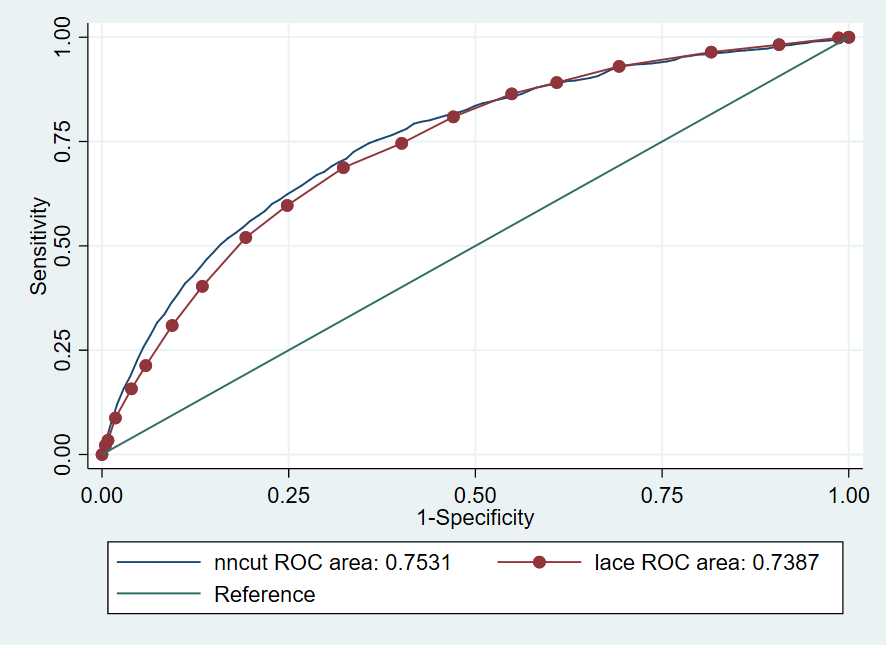 1.00
0.75
0.50
0.25
0.00
Sensitivity
0.00 0.25 0.50 0.75 1.00
1-Specificity
nncut ROC area: 0.7531 lace ROC area: 0.7387
Reference